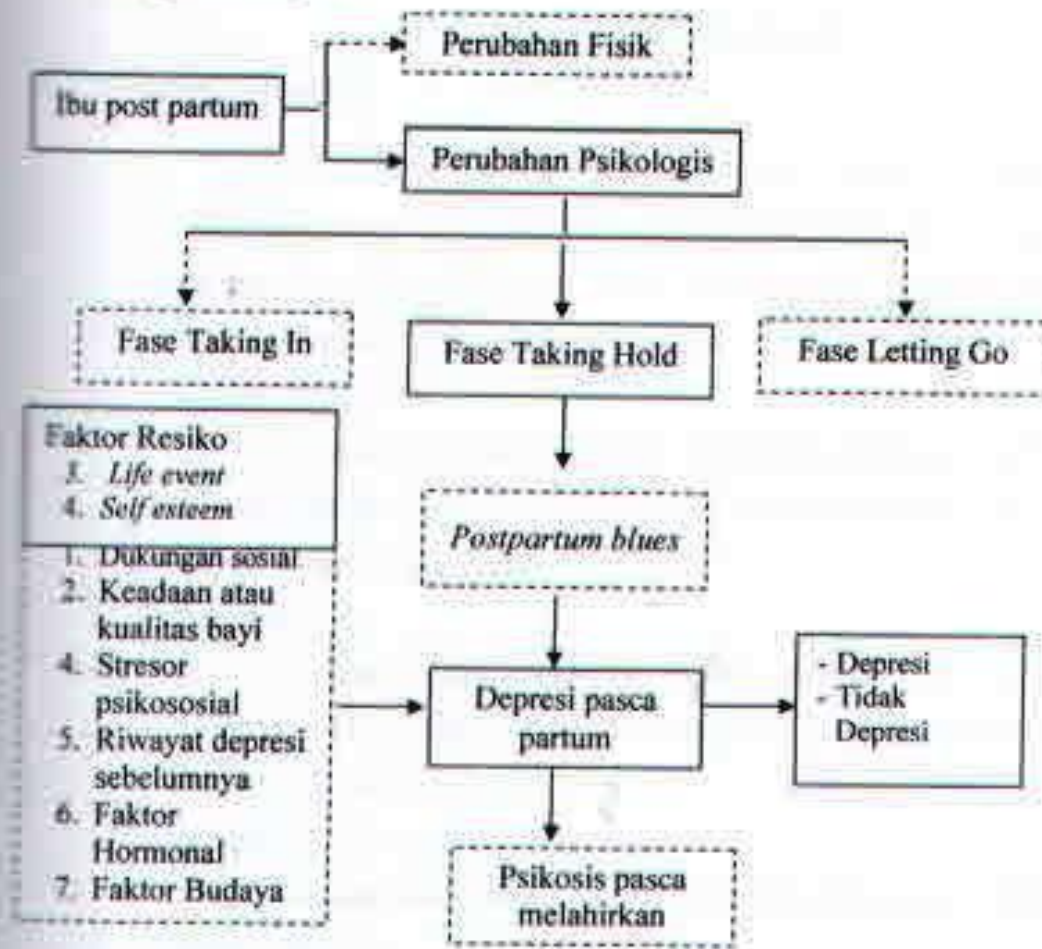 Perubahan Fisik
Ibu post partum
Perubahan Psikologis
Fase Taking In
Fase Taking Hold
Fase Letting Go
Faktor Resiko
3. Life event
4. Self esteem
1. Dukungan sosial
2. Keadaan atau
kualitas bayi
4. Stresor
psikososial
5. Riwayat depresi
sebelumnya
6. Faktor
Hormonal
7. Faktor Budaya
Postpartum blues
Depresi pasca
partum
- Depresi
- Tidak
Depresi
Psikosis pasca
melahirkan